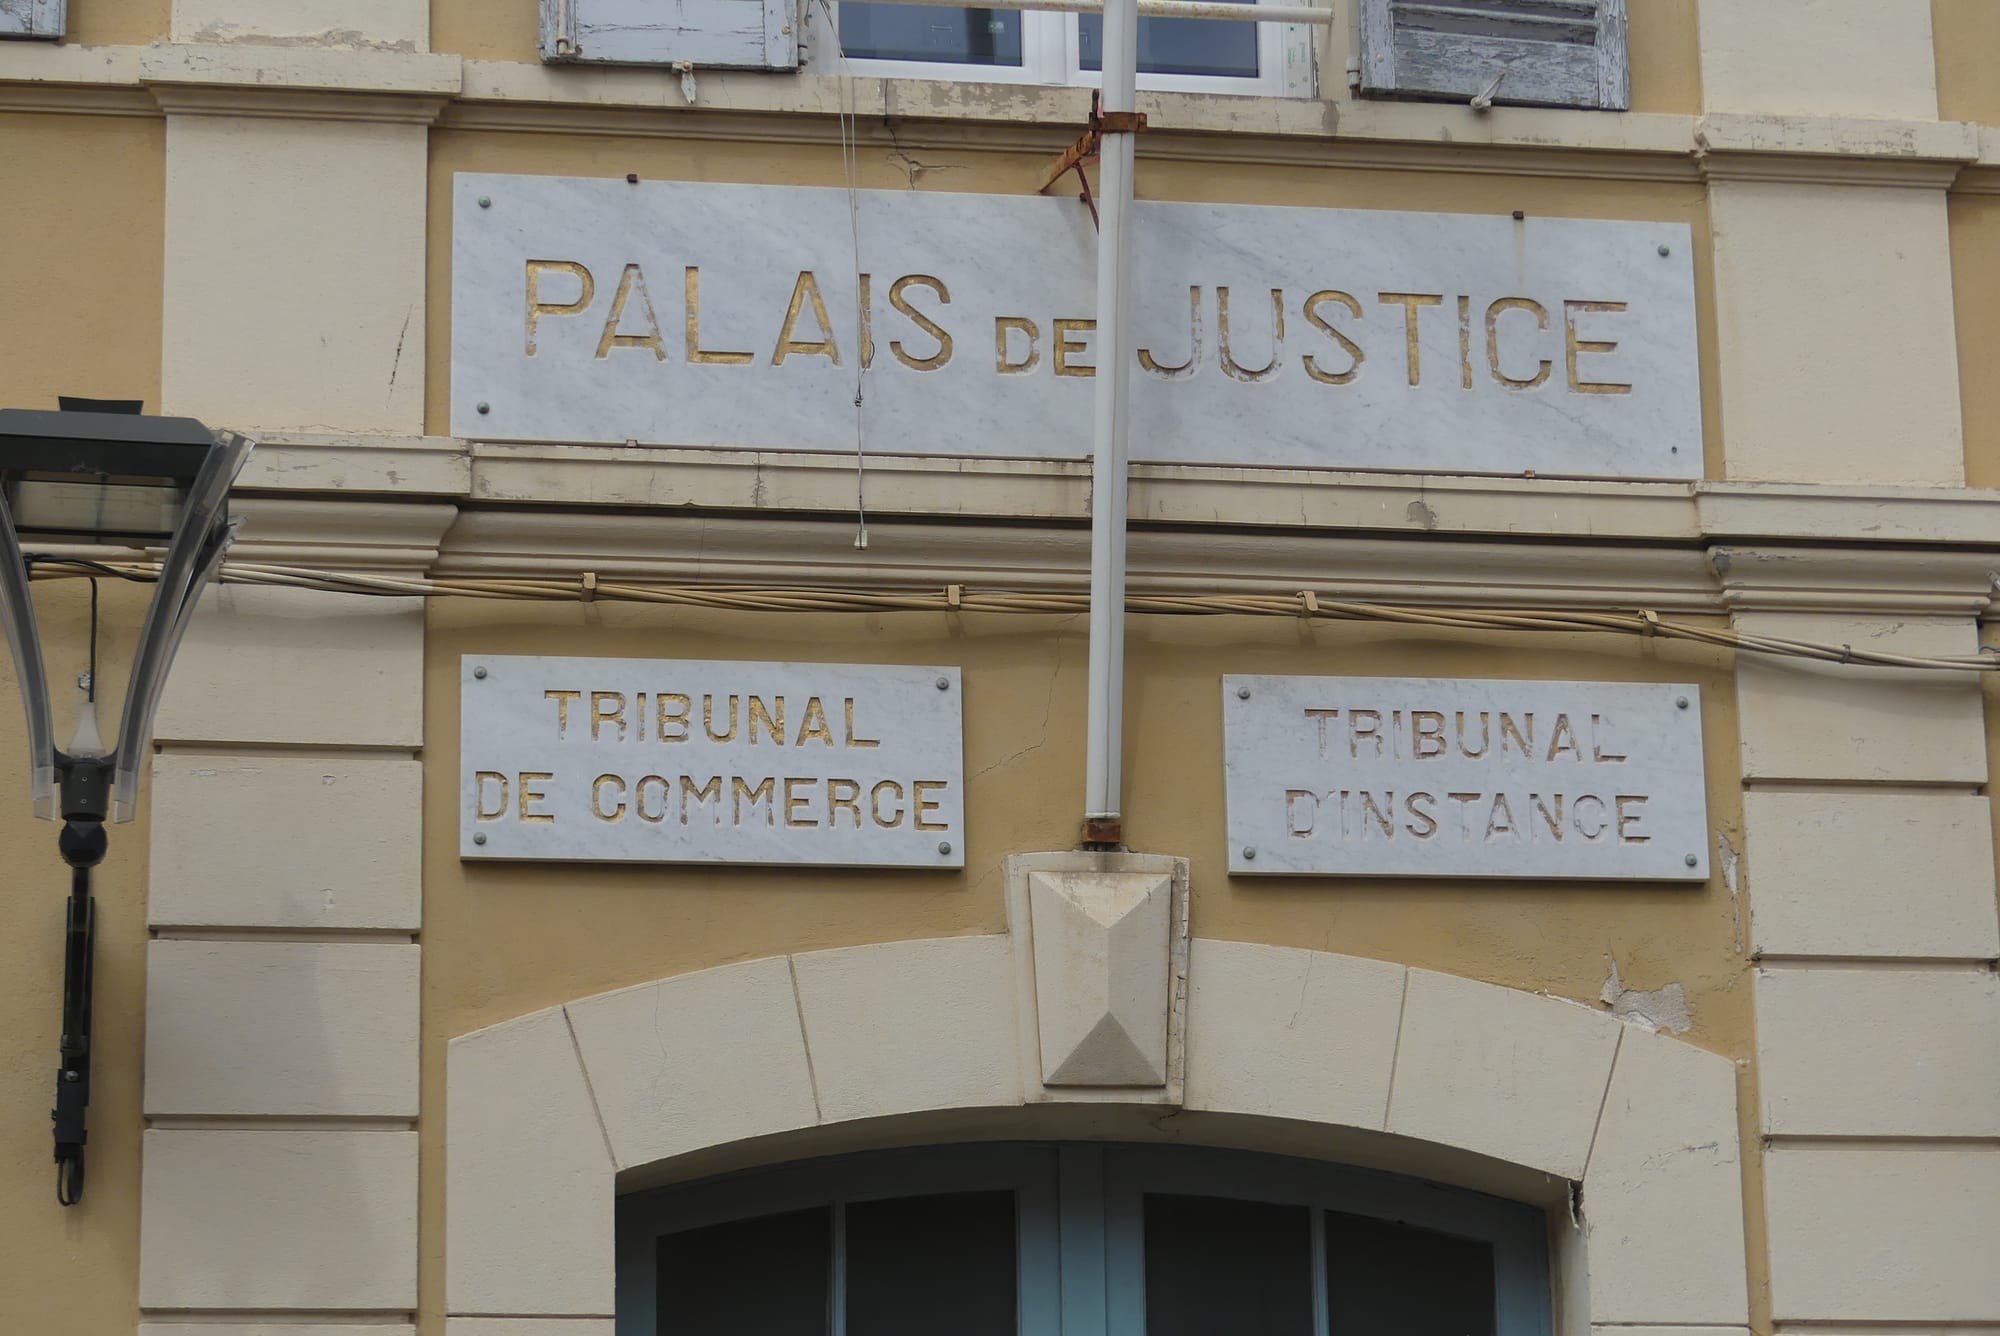 PALAIS DE JUSTICE
TRIBUNAL
DE COMMERCE
TRIBUNAL
D'INSTANCE